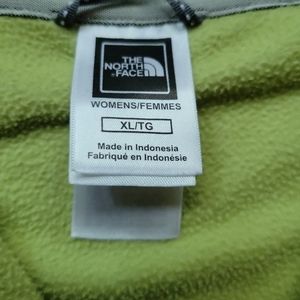 THE
NORTH
FACE
WOMENS/FEMMES
XL/TG
Made in Indonesia
Fabriqué en Indonésie